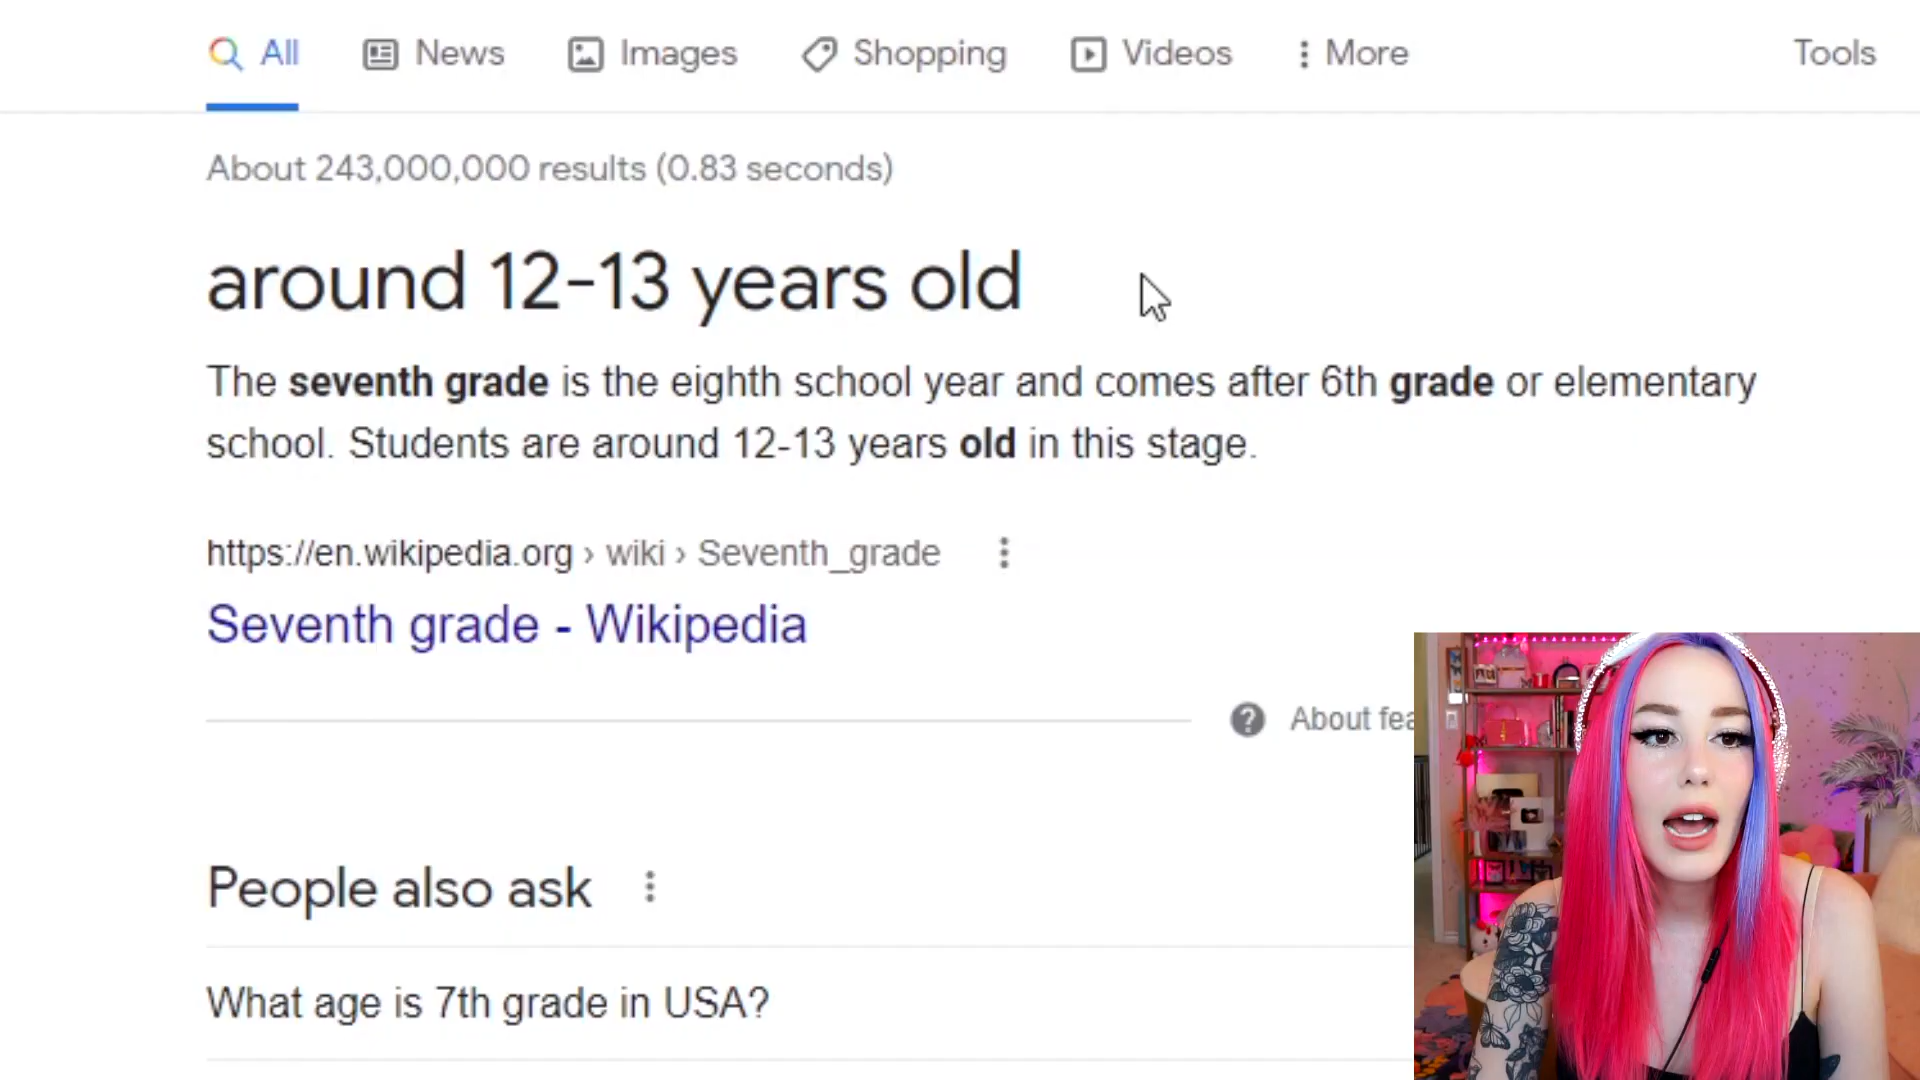 All News Images Shopping Videos More Tools
About 243,000,000 results (0.83 seconds)
around 12-13 years old
The seventh grade is the eighth school year and comes after 6th grade or elementary
school. Students are around 12-13 years old in this stage.
https://en.wikipedia.org › wiki › Seventh_grade
Seventh grade - Wikipedia
About fea
People also ask
What age is 7th grade in USA?